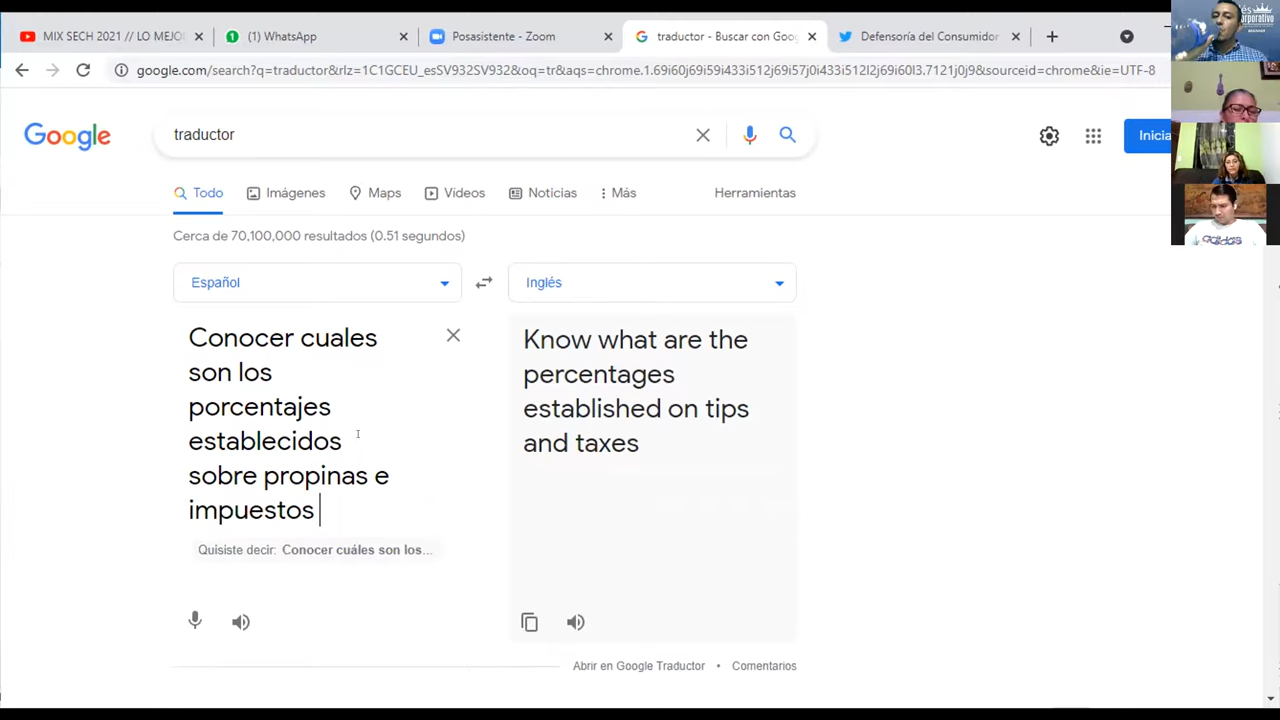 MIX SECH 2021 // LO MEJO
(1) WhatsApp
Posasistente - Zoom
traductor - Buscar con Goog
Defensoría del Consumidor
google.com/search?q=traductor&rlz=1C1GCEU_esSV932SV932&oq=tr&aqs=chrome.1.69i60j69i59i433i512j69i57j0i433i512l2j69i60l3.7121j0j9&sourceid=chrome&ie=UTF-8
Google
traductor
Inicia
Todo
Imágenes
Maps
Videos
Noticias
Más
Herramientas
Cerca de 70,100,000 resultados (0.51 segundos)
Español
Inglés
Conocer cuales
son los
porcentajes
establecidos
sobre propinas e
impuestos
Quisiste decir: Conocer cuáles son los...
Know what are the
percentages
established on tips
and taxes
Abrir en Google Traductor • Comentarios
adidas